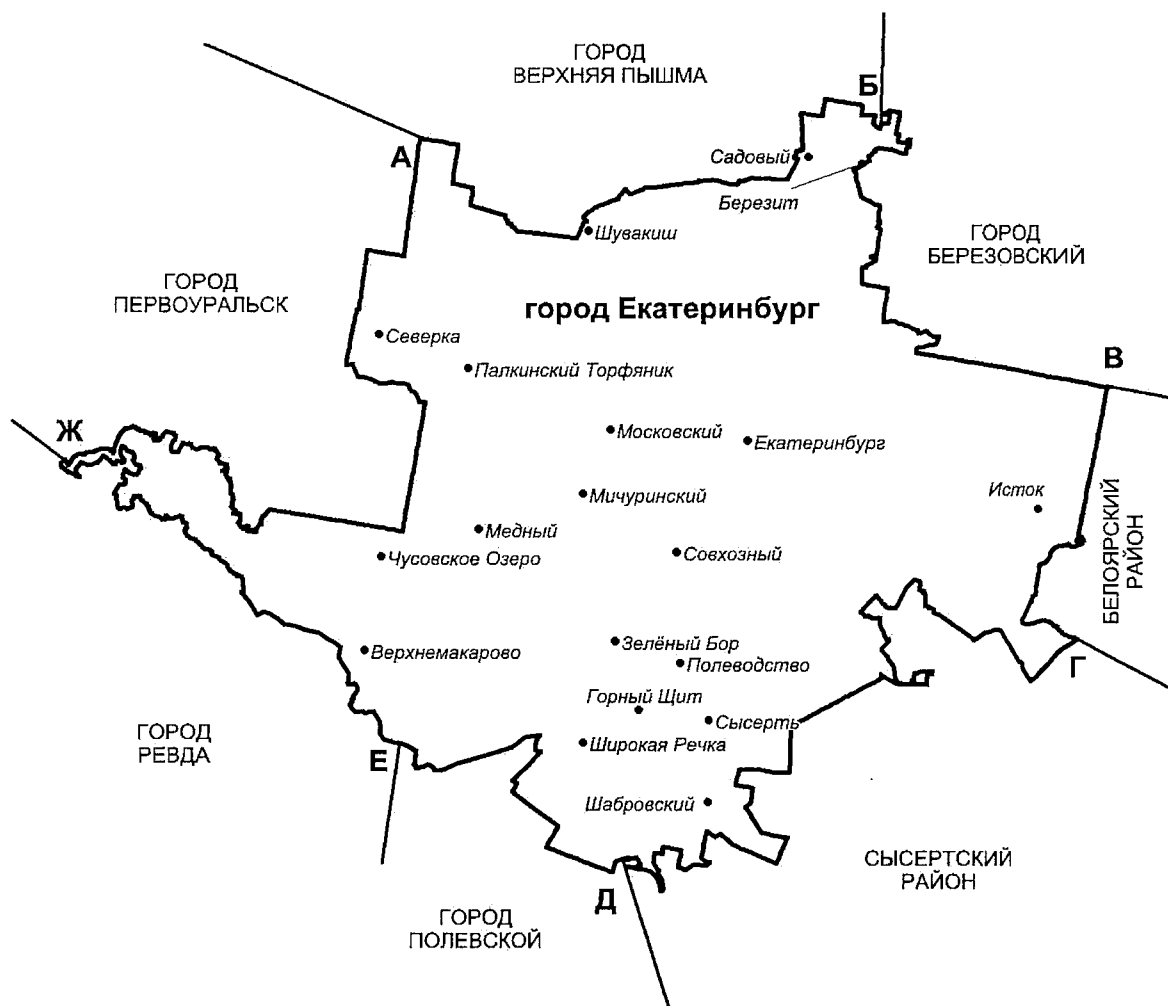 ГОРОД
ВЕРХНЯЯ ПЫШМА
Б
А
Садовый
Березит
Шувакиш
ГОРОД
БЕРЕЗОВСКИЙ
ГОРОД
ПЕРВОУРАЛЬСК
город Екатеринбург
Северка
Палкинский Торфяник
В
Ж
Московский
Екатеринбург
Мичуринский
Исток
Медный
Чусовское Озеро
Совхозный
БЕЛОЯРСКИЙ
РАЙОН
Зелёный Бор
Верхнемакарово
Полеводство
Г
Горный Щит
Сысерть
ГОРОД
РЕВДА
Е
Широкая Речка
Шабровский
СЫСЕРТСКИЙ
РАЙОН
Д
ГОРОД
ПОЛЕВСКОЙ